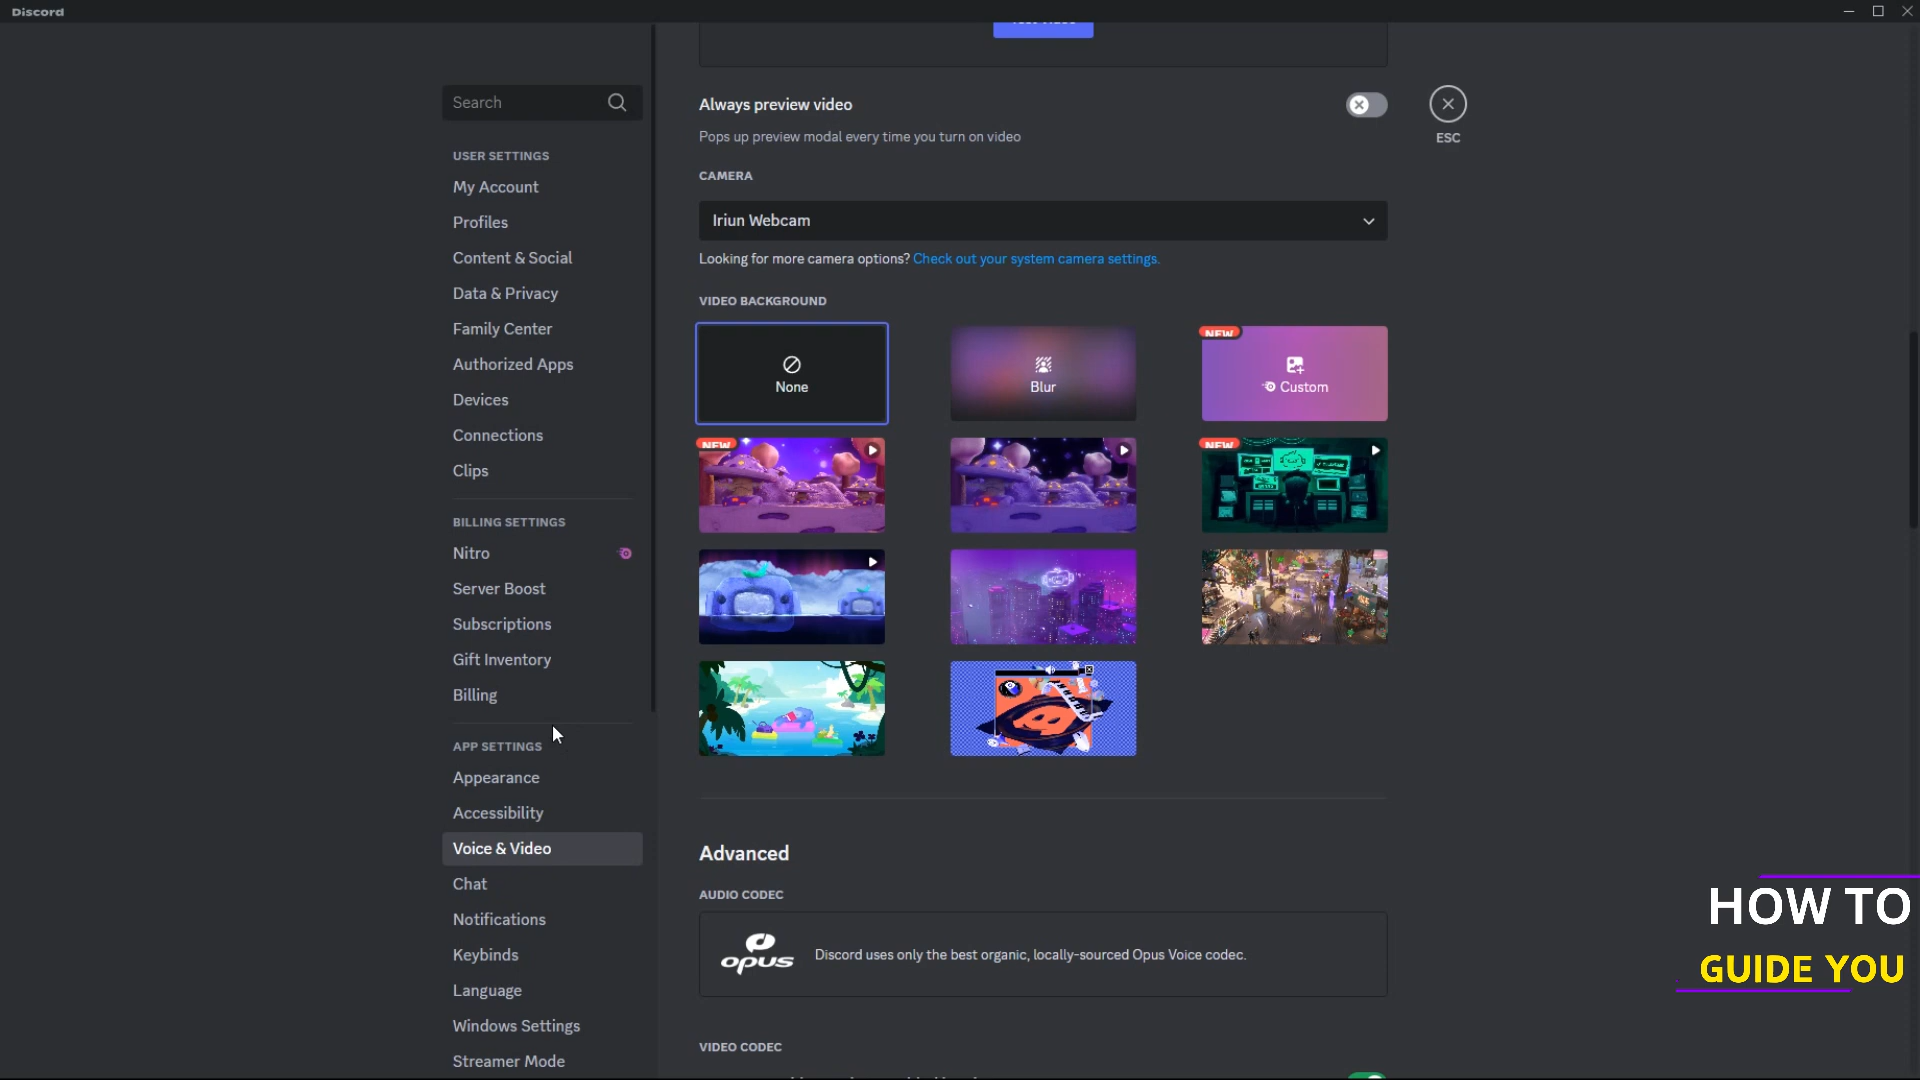 Discord
Search
USER SETTINGS
My Account
Profiles
Content & Social
Data & Privacy
Family Center
Authorized Apps
Devices
Connections
Clips
BILLING SETTINGS
Nitro
Server Boost
Subscriptions
Gift Inventory
Billing
APP SETTINGS
Appearance
Accessibility
Voice & Video
Chat
Notifications
Keybinds
Language
Windows Settings
Streamer Mode
Always preview video
Pops up preview modal every time you turn on video
ESC
CAMERA
Iriun Webcam
Looking for more camera options? Check out your system camera settings.
VIDEO BACKGROUND
None
Blur
NEW
Custom
NEW
NEW
Advanced
AUDIO CODEC
opus
Discord uses only the best organic, locally-sourced Opus Voice codec.
VIDEO CODEC
HOW TO
GUIDE YOU